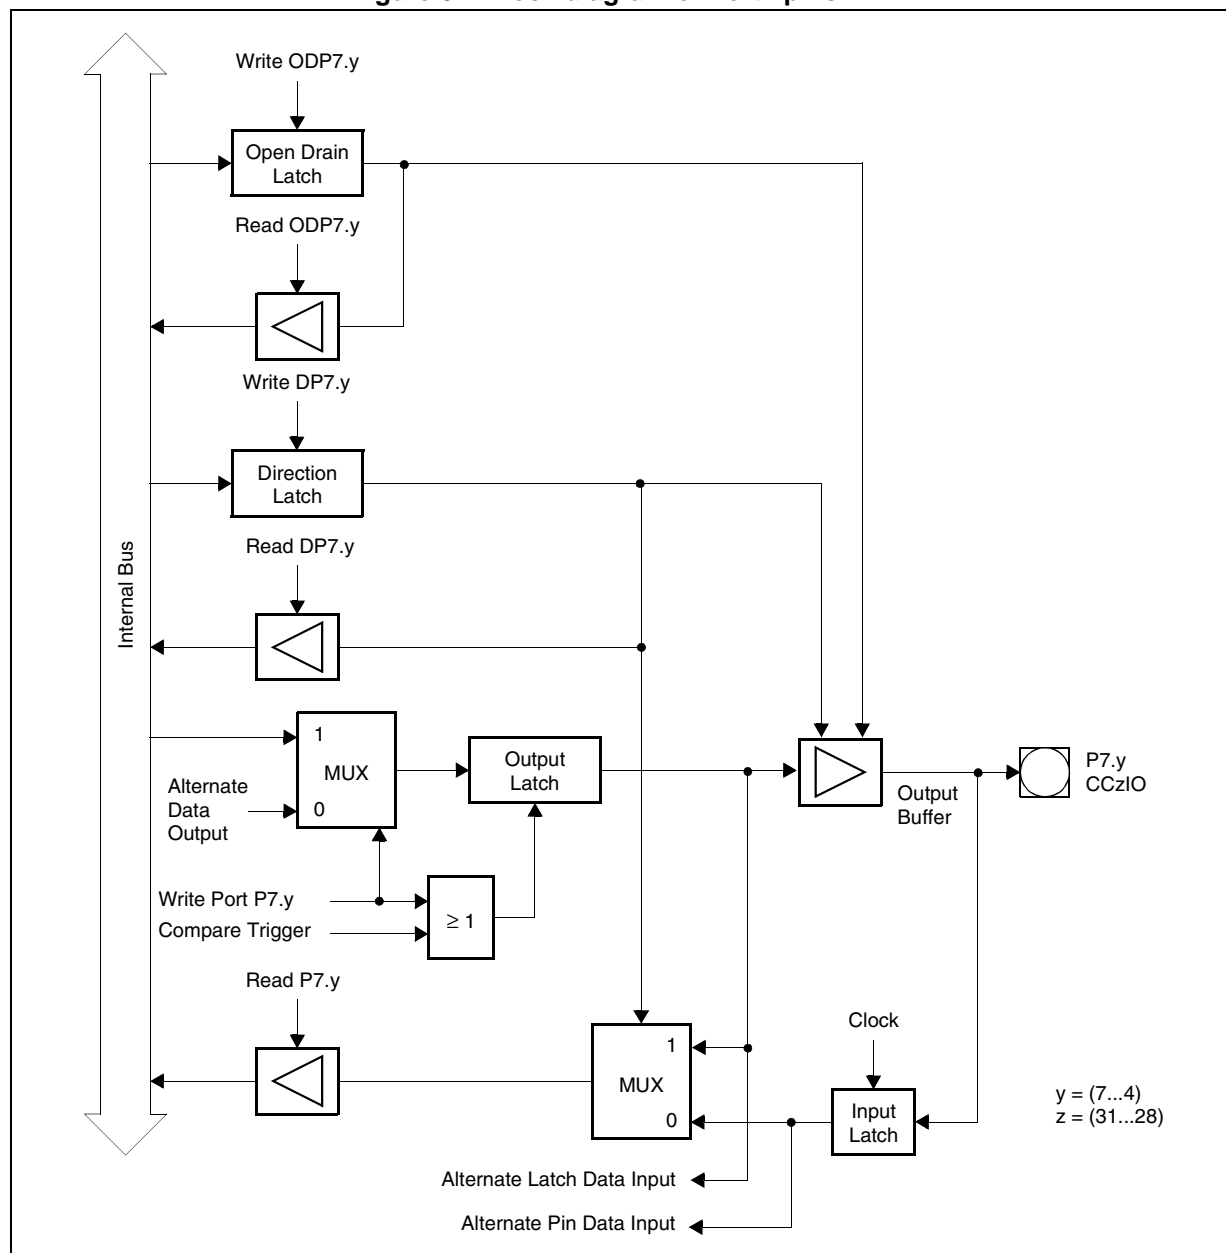 Write ODP7.y
Open Drain
Latch
Read ODP7.y
Write DP7.y
Direction
Latch
Read DP7.y
Internal Bus
1
MUX
0
Alternate
Data
Output
Output
Latch
Output
Buffer
P7.y
CCzIO
Write Port P7.y
Compare Trigger
≥ 1
Read P7.y
1
MUX
0
Clock
Input
Latch
y = (7...4)
z = (31...28)
Alternate Latch Data Input
Alternate Pin Data Input